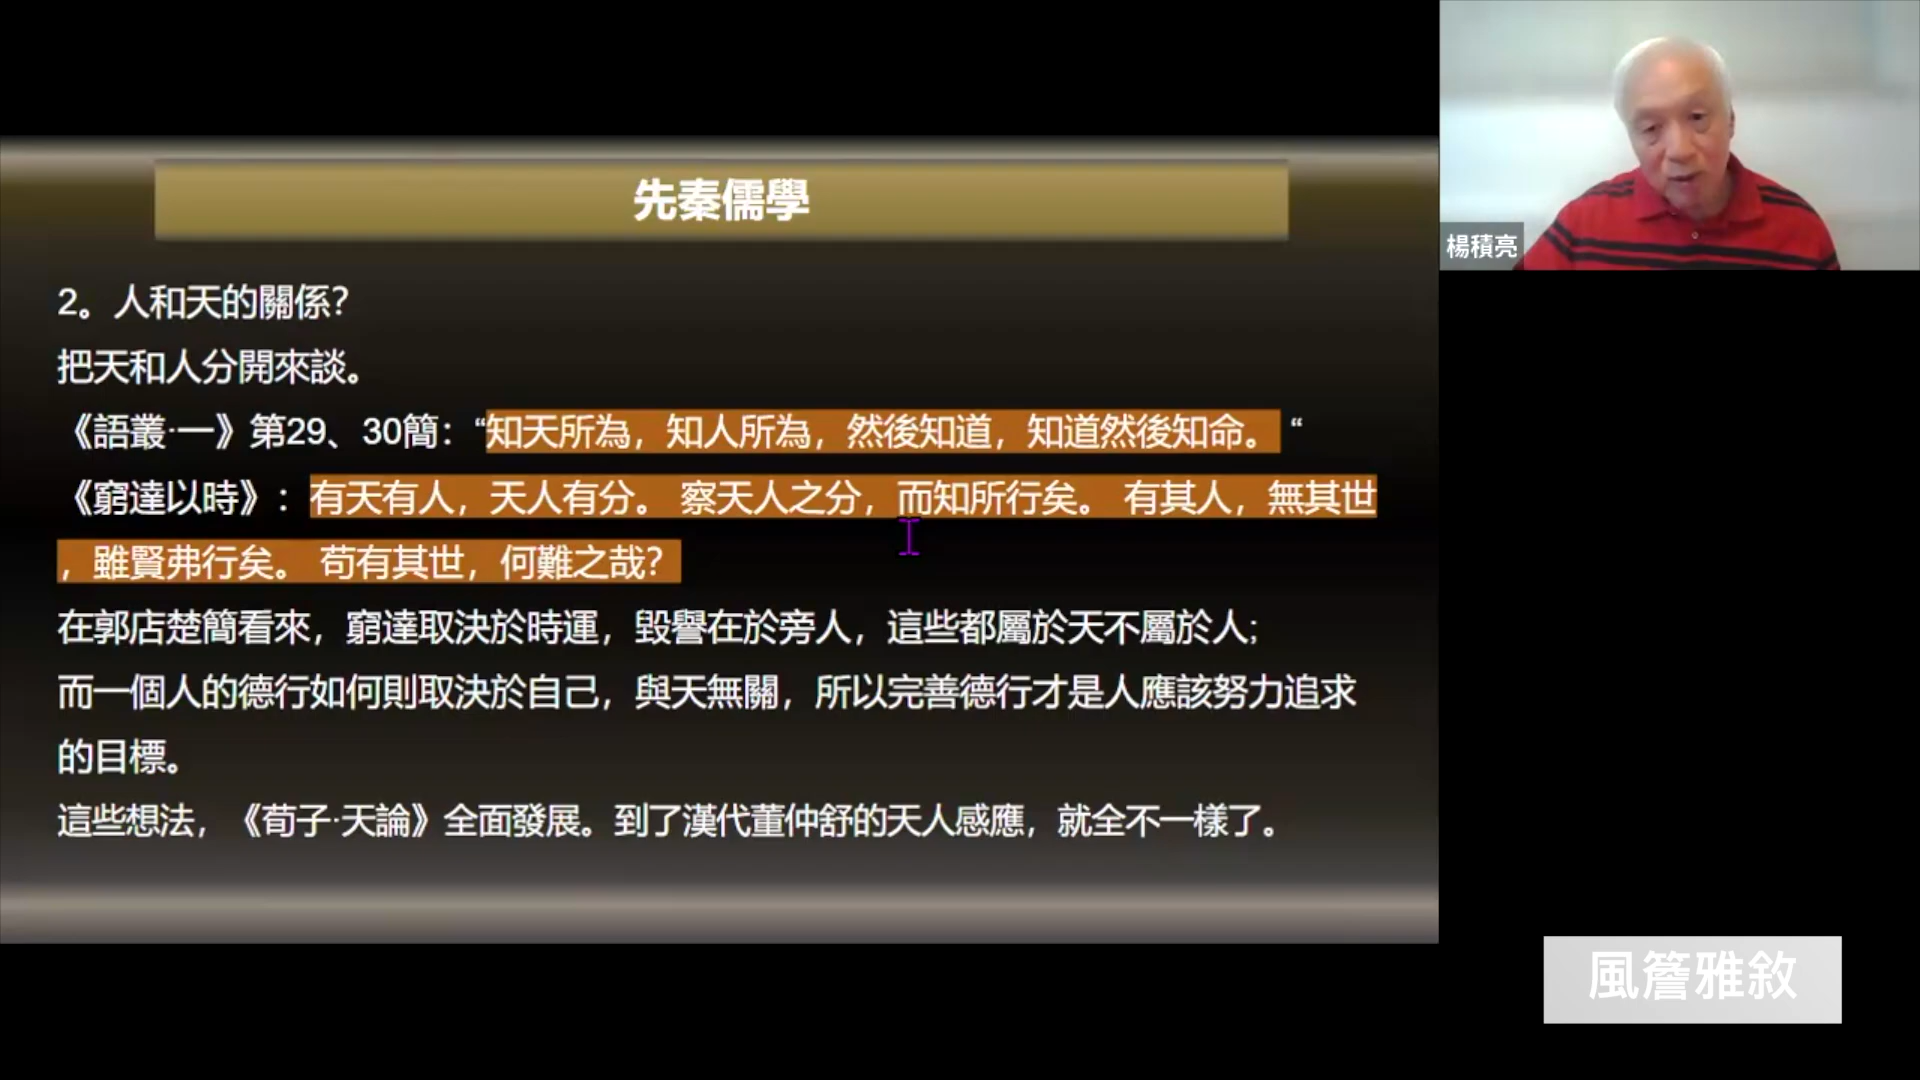 先秦儒學
2。人和天的關係？
把天和人分開來談。
《語叢·一》第29、30簡：“知天所為，知人所為，然後知道，知道然後知命。 “
《窮達以時》：有天有人，天人有分。 察天人之分，而知所行矣。 有其人，無其世
，雖賢弗行矣。 苟有其世，何難之哉？
在郭店楚簡看來，窮達取決於時運，毀譽在於旁人，這些都屬於天不屬於人；
而一個人的德行如何則取決於自己，與天無關，所以完善德行才是人應該努力追求
的目標。
這些想法，《荀子·天論》全面發展。到了漢代董仲舒的天人感應，就全不一樣了。
楊積亮
風簷雅敘